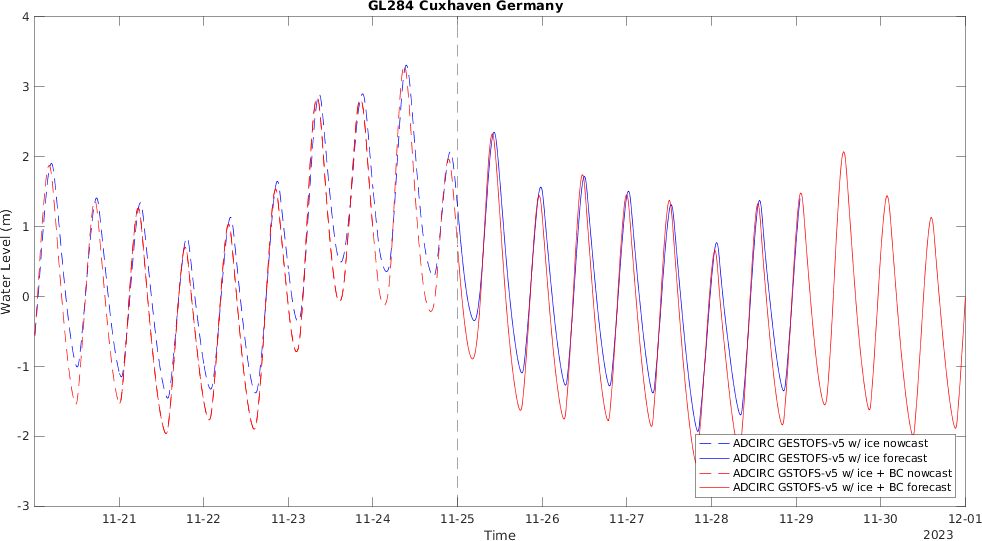 GL284 Cuxhaven Germany
4
3
2
1
0
-1
-2
-3
Water Level (m)
ADCIRC GESTOFS-v5 w/ ice nowcast
ADCIRC GESTOFS-v5 w/ ice forecast
ADCIRC GSTOFS-v5 w/ ice + BC nowcast
ADCIRC GSTOFS-v5 w/ ice + BC forecast
11-21 11-22 11-23 11-24 11-25 11-26 11-27 11-28 11-29 11-30 12-01
Time
2023